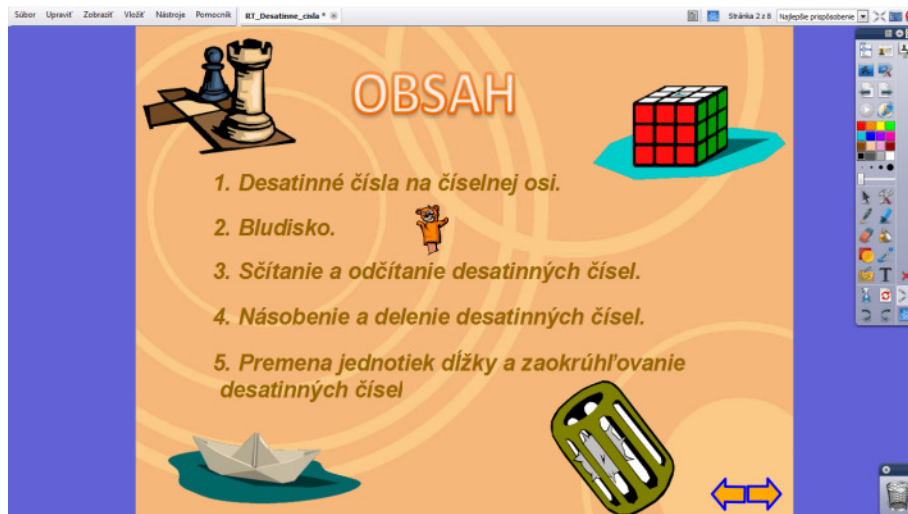 Súbor Upraviť Zobraziť Vložiť Nástroje Pomocník RT_Desatinne_cisla * Stránka 2 z 8 Najlepšie prispôsobenie
OBSAH
1. Desatinné čísla na číselnej osi.
2. Bludisko.
3. Sčítanie a odčítanie desatinných čísel.
4. Násobenie a delenie desatinných čísel.
5. Premena jednotiek dĺžky a zaokrúhľovanie
desatinných čísel
T